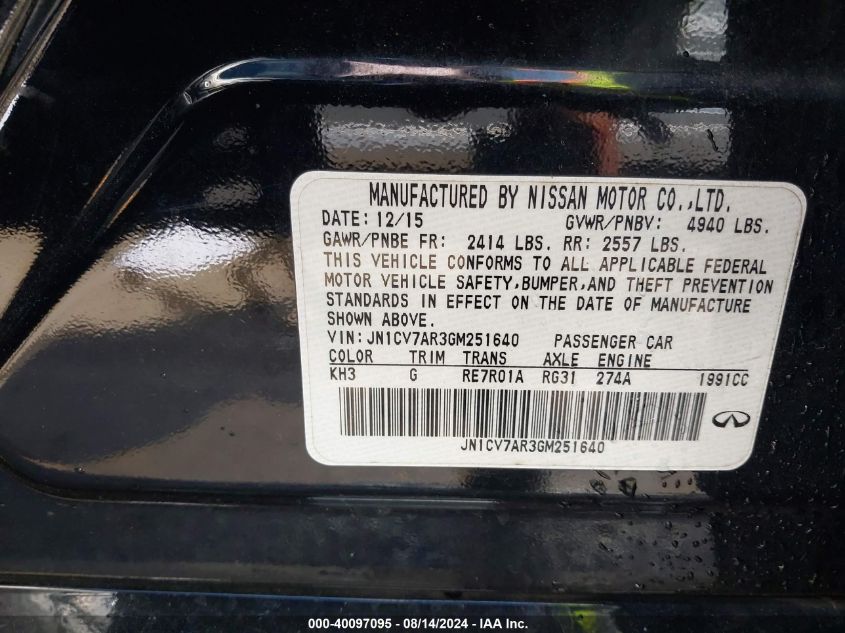 MANUFACTURED BY NISSAN MOTOR CO.,LTD.
DATE: 12/15 GVWR/PNBV: 4940 LBS.
GAWR/PNBE FR: 2414 LBS. RR: 2557 LBS.
THIS VEHICLE CONFORMS TO ALL APPLICABLE FEDERAL
MOTOR VEHICLE SAFETY,BUMPER,AND THEFT PREVENTION
STANDARDS IN EFFECT ON THE DATE OF MANUFACTURE
SHOWN ABOVE.
VIN: JN1CV7AR3GM251640 PASSENGER CAR
COLOR TRIM TRANS AXLE ENGINE
KH3 G RE7R01A RG31 274A 1991CC
JN1CV7AR3GM251640
000-40097095 - 08/14/2024 - © IAA, Inc.